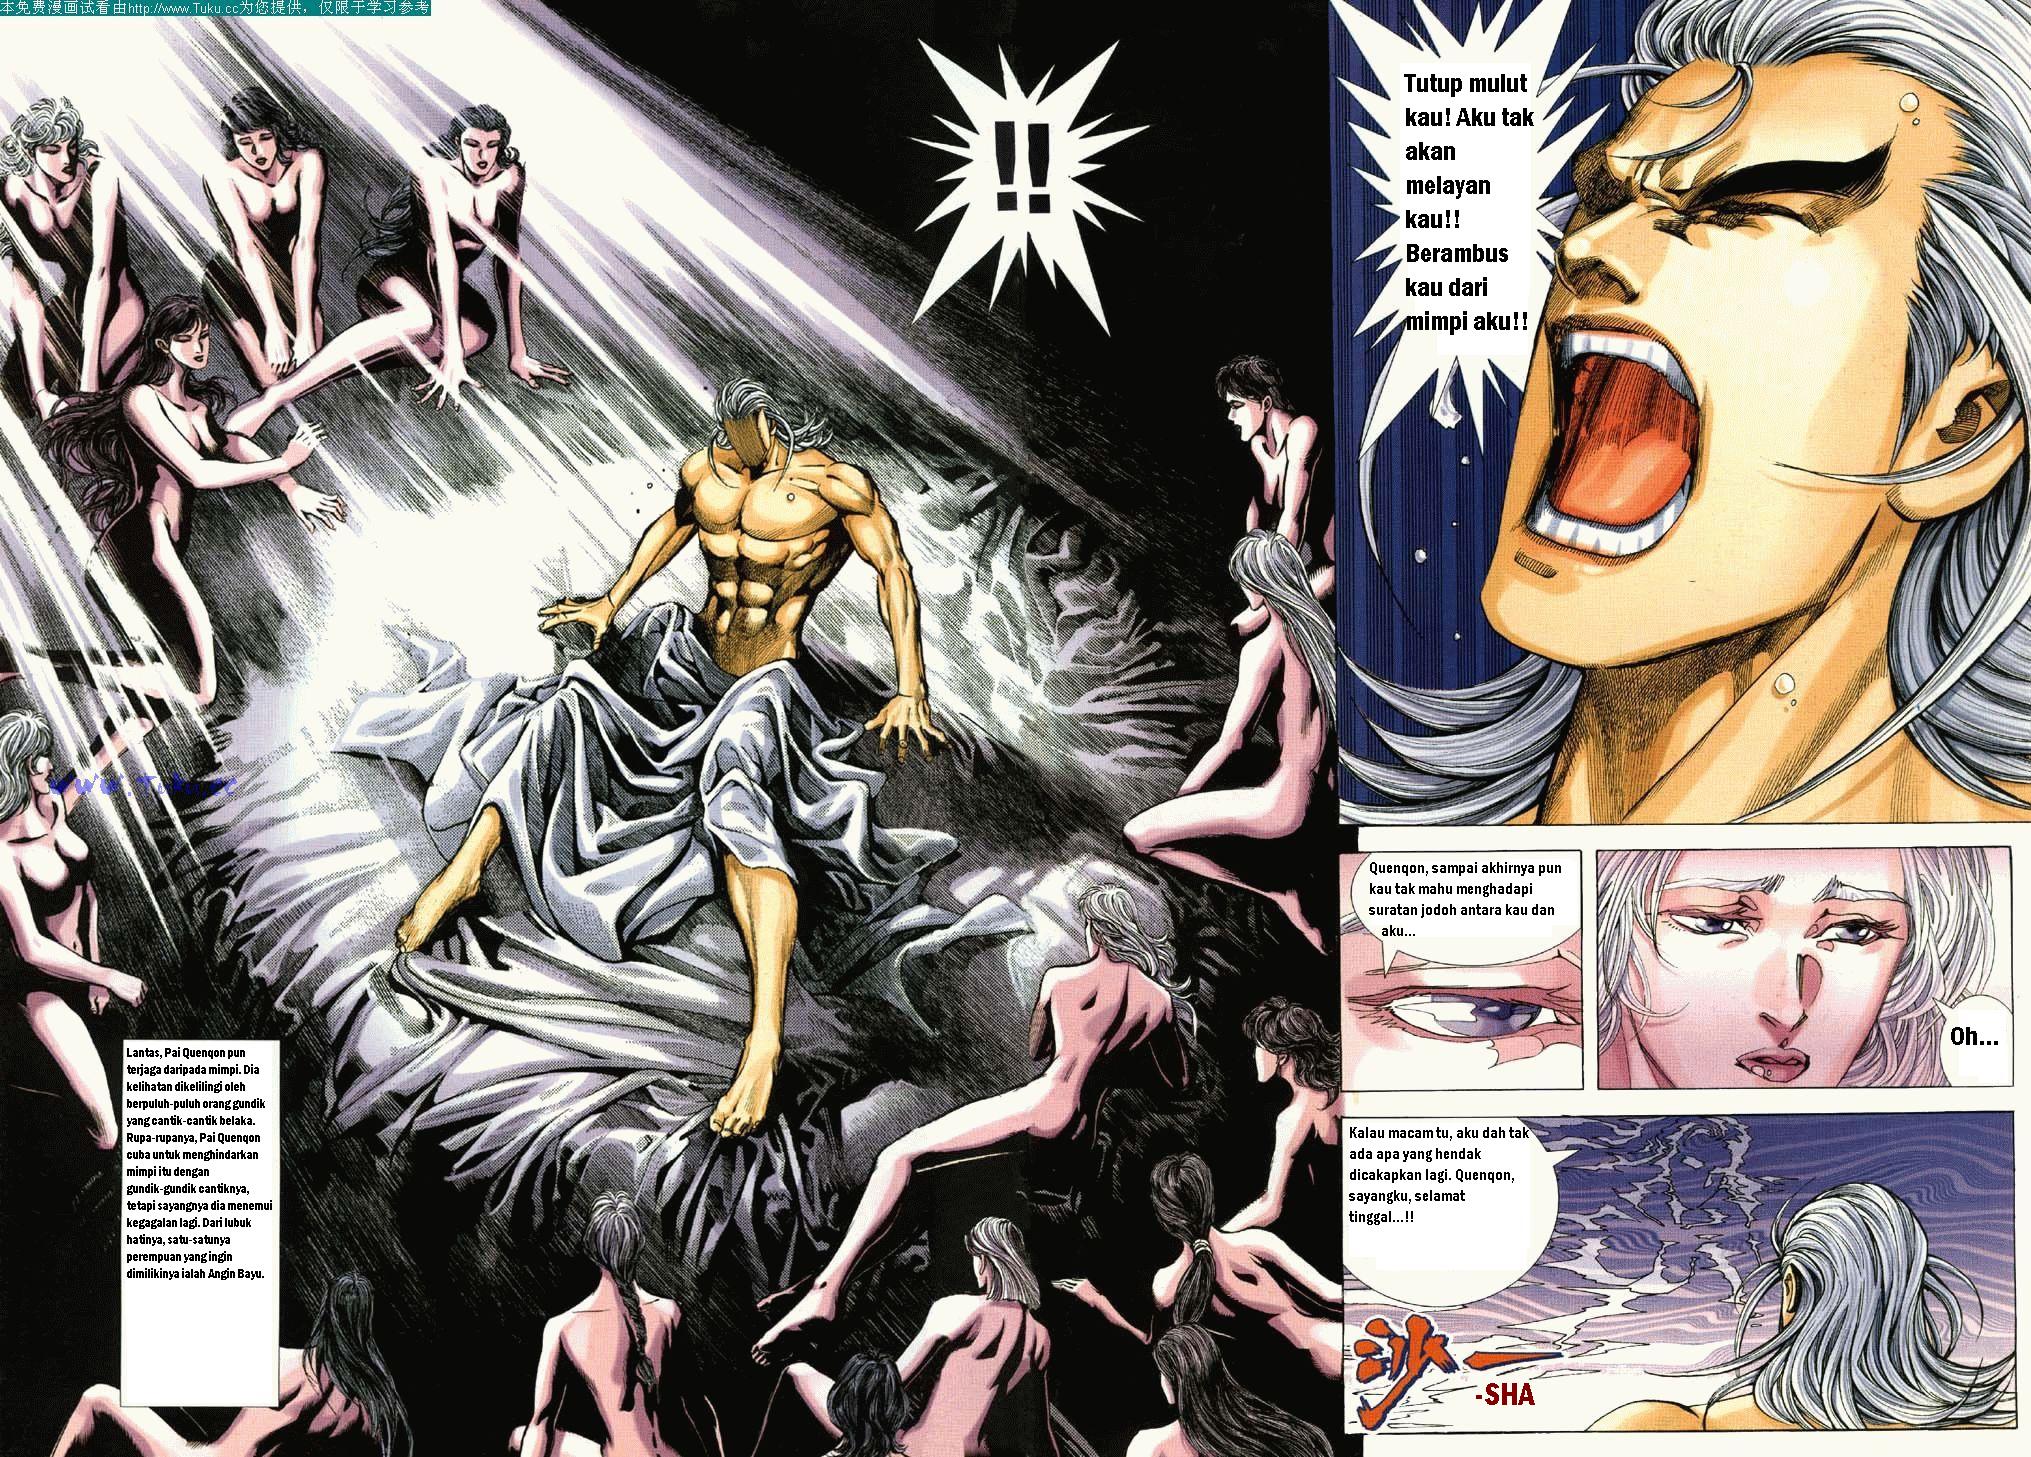 本免费漫画试看由http://www.Tuku.cc为您提供，仅限于学习参考
Tutup mulut
kau! Aku tak
akan
melayan
kau!!
Berambus
kau dari
mimpi aku!!
Quenqon, sampai akhirnya pun
kau tak mahu menghadapi
suratan jodoh antara kau dan
aku...
Oh...
Kalau macam tu, aku dah tak
ada apa yang hendak
dicakapkan lagi. Quenqon,
sayangku, selamat
tinggal...!!
沙一
-SHA
!!
www.Tuku.cc
Lantas, Pai Quenqon pun
terjaga daripada mimpi. Dia
kelihatan dikelilingi oleh
berpuluh-puluh orang gundik
yang cantik-cantik belaka.
Rupa-rupanya, Pai Quenqon
cuba untuk menghindarkan
mimpi itu dengan
gundik-gundik cantiknya,
tetapi sayangnya dia menemui
kegagalan lagi. Dari lubuk
hatinya, satu-satunya
perempuan yang ingin
dimilikinya ialah Angin Bayu.